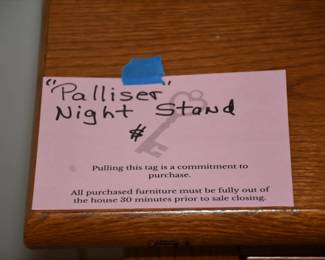 "Palliser"
Night Stand
#
Pulling this tag is a commitment to
purchase.
All purchased furniture must be fully out of
the house 30 minutes prior to sale closing.